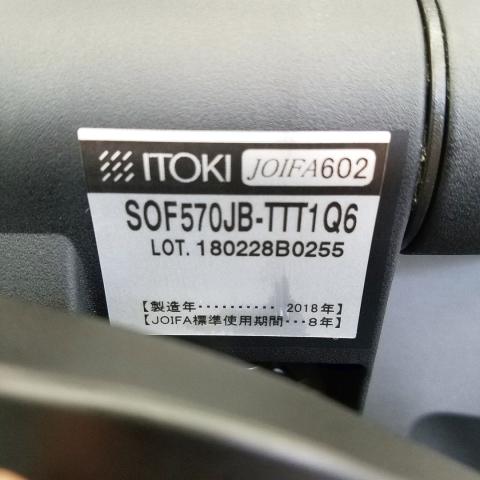 ITOKI JOIFA602
SOF570JB-TTT1Q6
LOT. 180228B0255
【製造年・・・・・・・・・・ 2018年】
【JOIFA標準使用期間・・・8年】